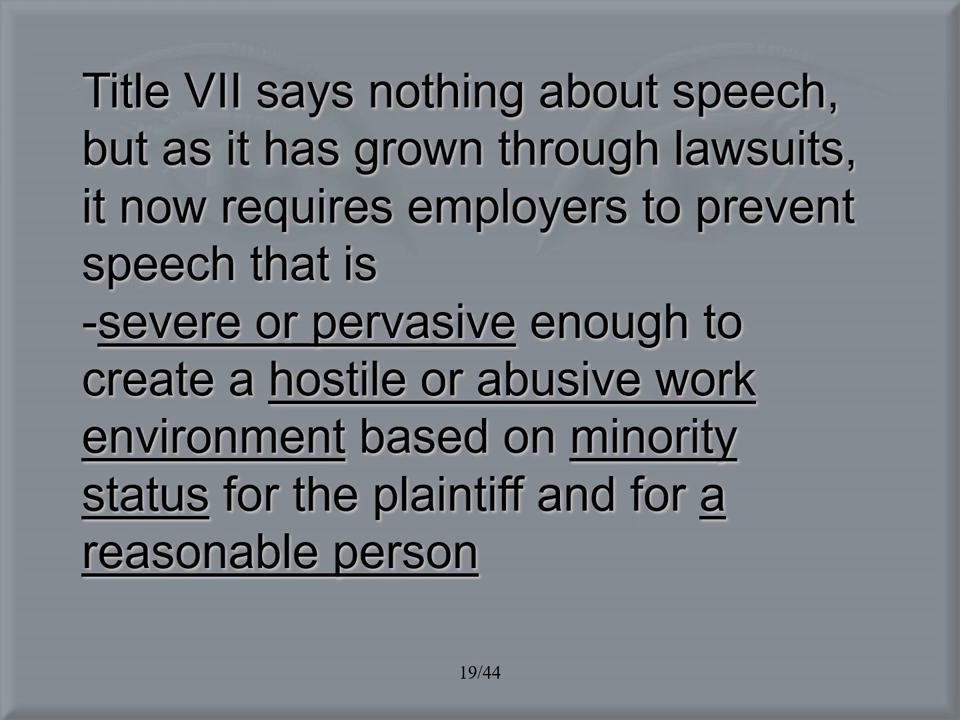 Title VII says nothing about speech,
but as it has grown through lawsuits,
it now requires employers to prevent
speech that is
-severe or pervasive enough to
create a hostile or abusive work
environment based on minority
status for the plaintiff and for a
reasonable person
19/44